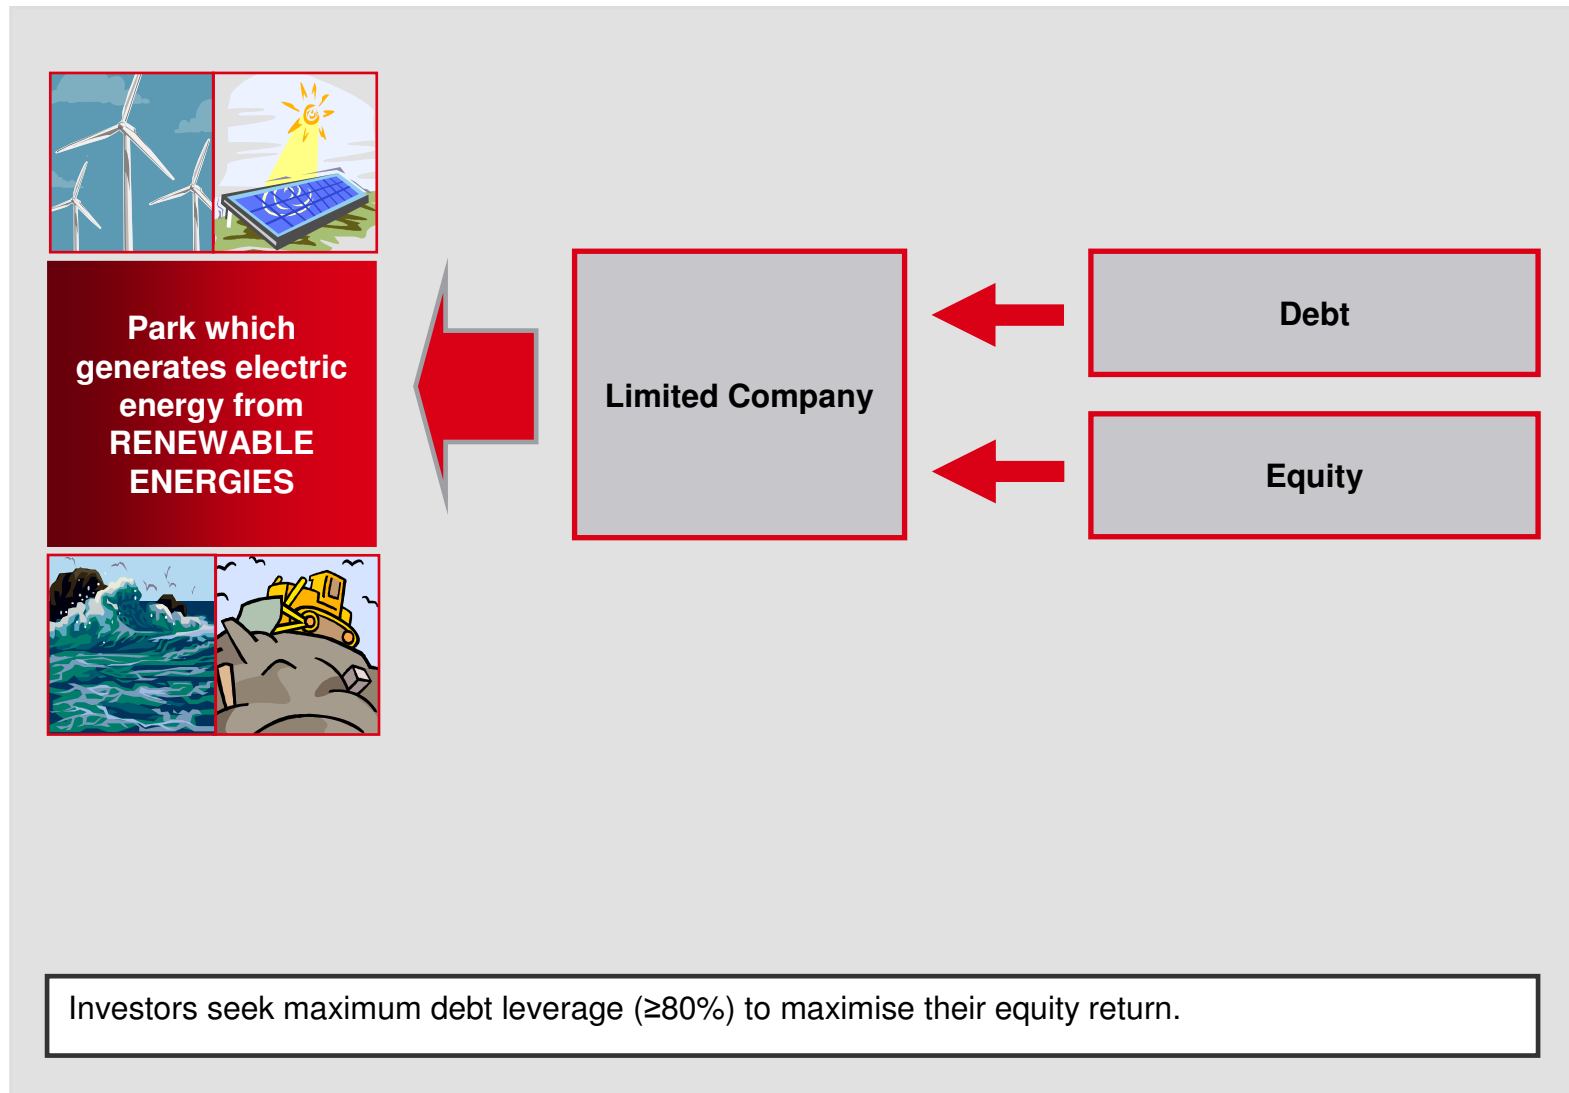 Park which
generates electric
energy from
RENEWABLE
ENERGIES
Limited Company
Debt
Equity
Investors seek maximum debt leverage (≥80%) to maximise their equity return.